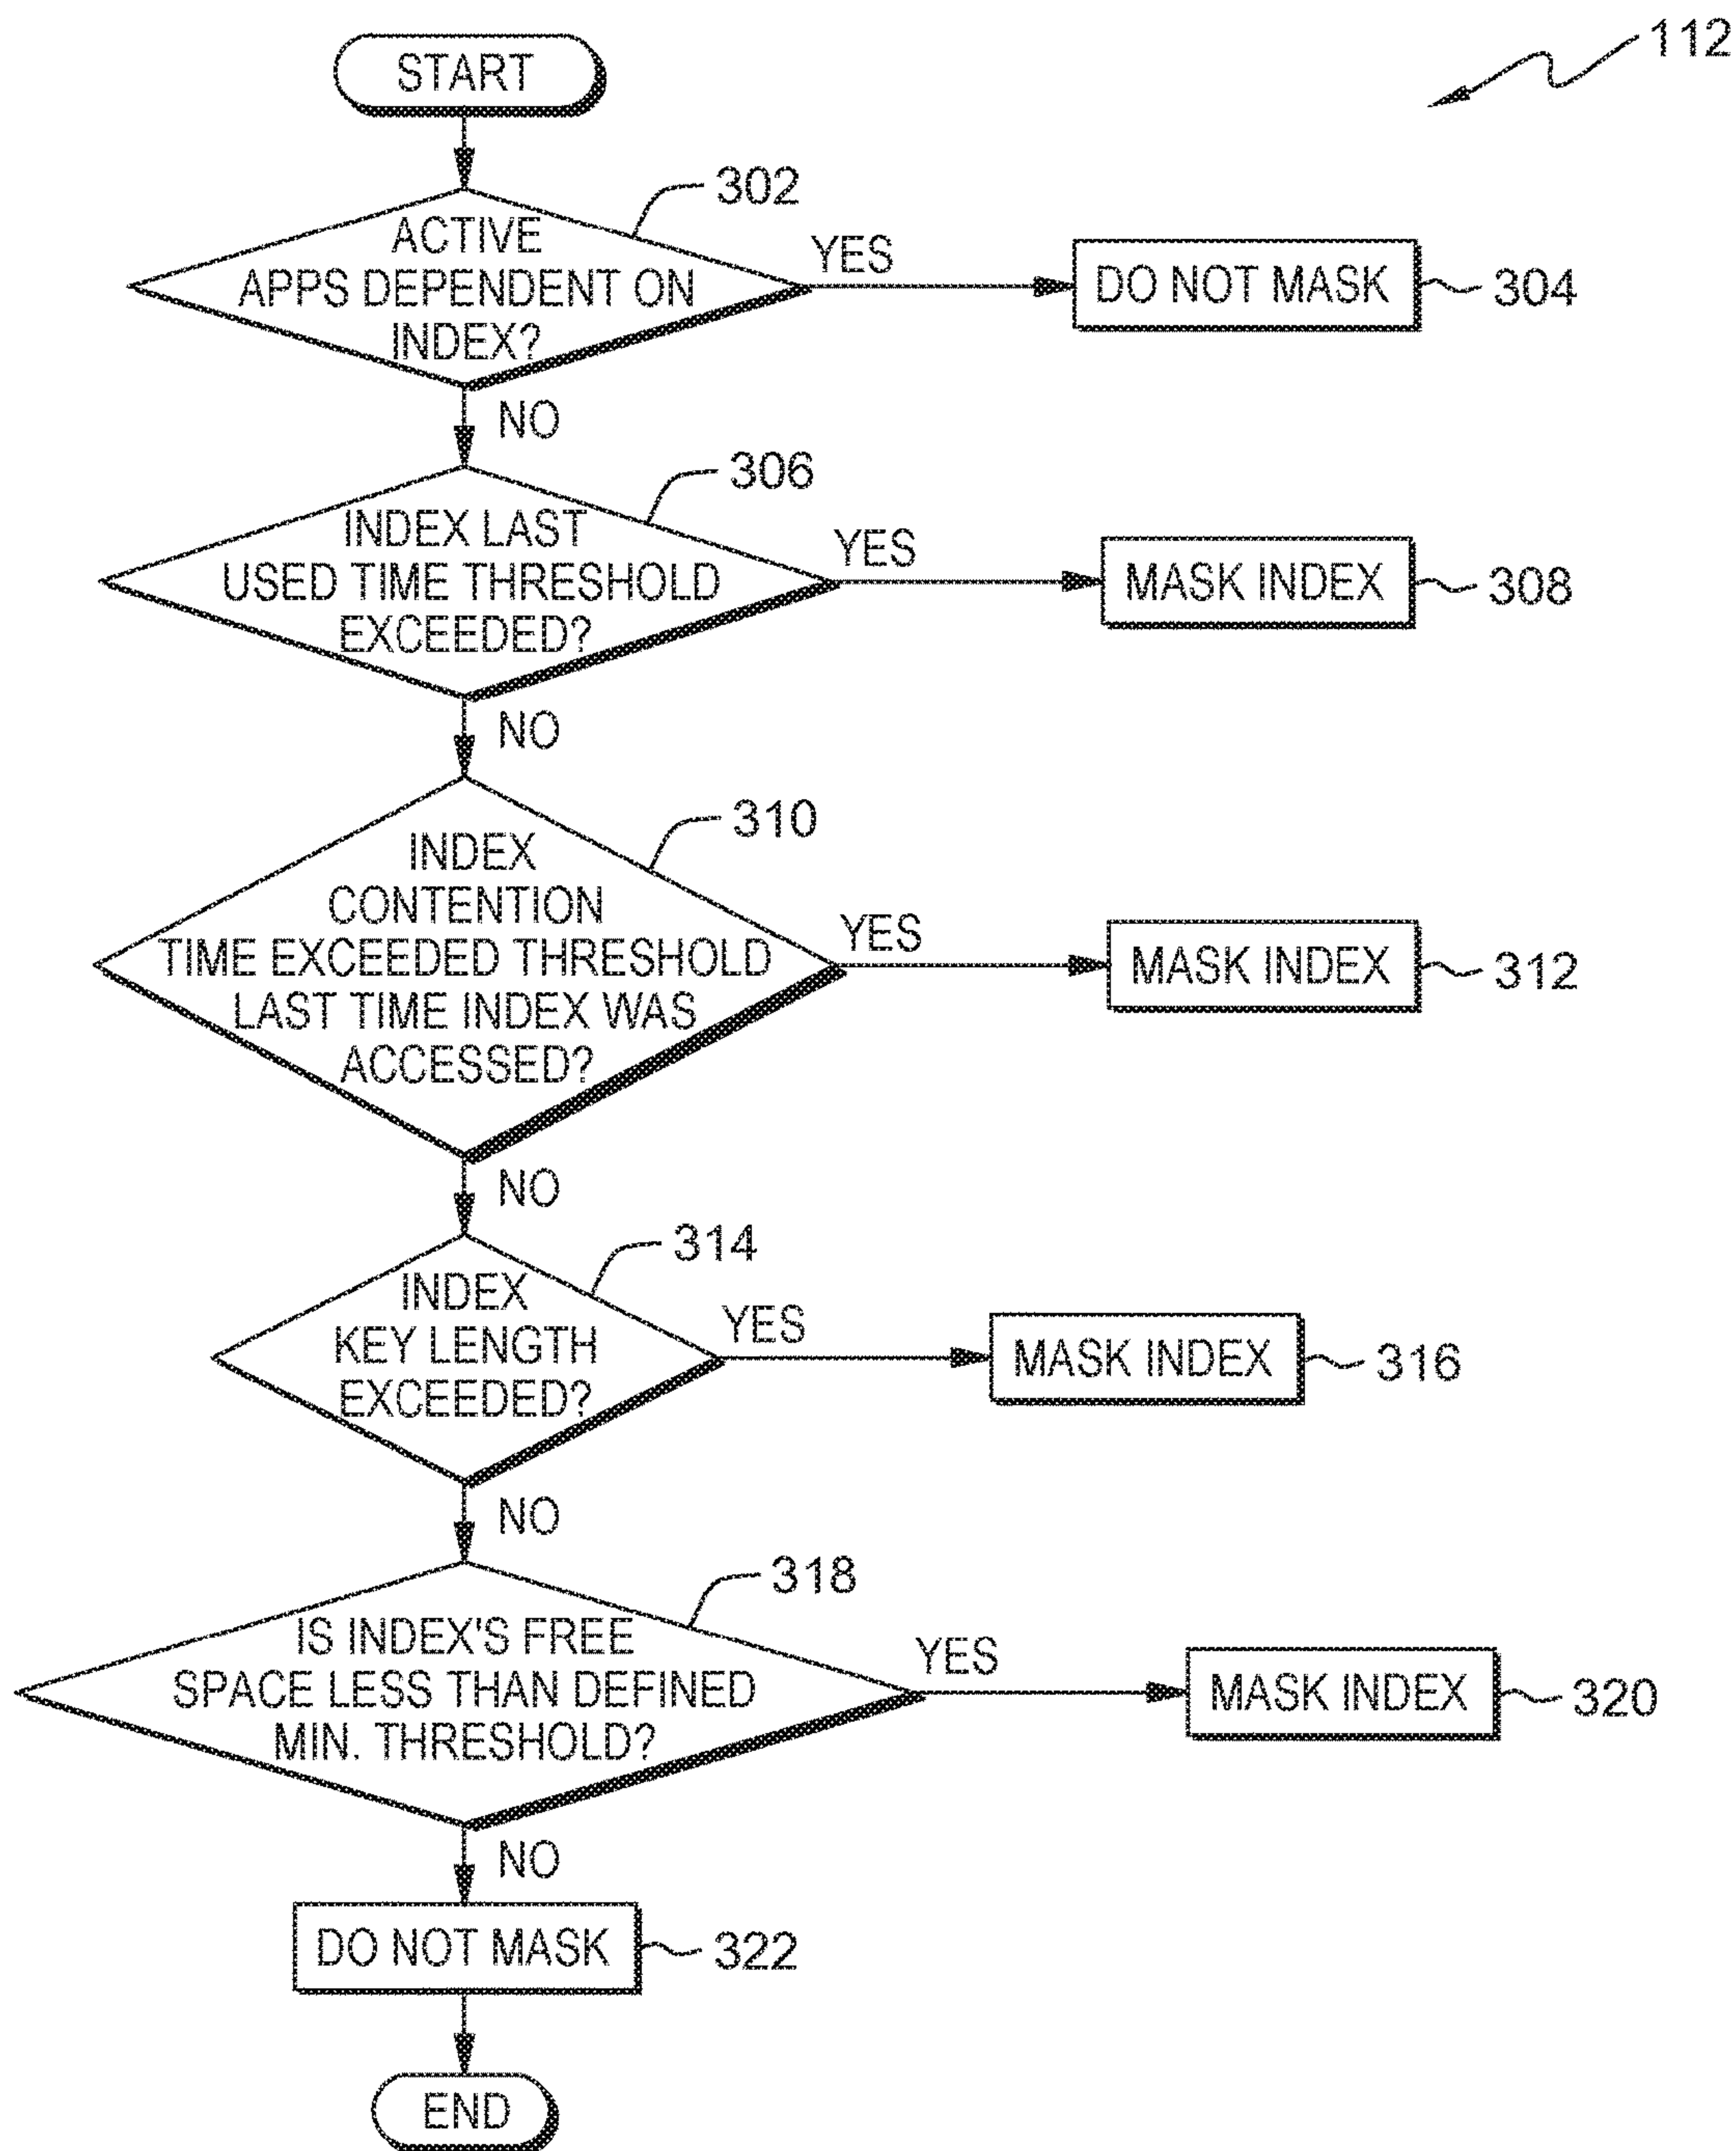 112
START
302
ACTIVE
APPS DEPENDENT ON
INDEX?
YES
DO NOT MASK
304
NO
306
INDEX LAST
USED TIME THRESHOLD
EXCEEDED?
YES
MASK INDEX
308
NO
310
INDEX
CONTENTION
TIME EXCEEDED THRESHOLD
LAST TIME INDEX WAS
ACCESSED?
YES
MASK INDEX
312
NO
314
INDEX
KEY LENGTH
EXCEEDED?
YES
MASK INDEX
316
NO
318
IS INDEX'S FREE
SPACE LESS THAN DEFINED
MIN. THRESHOLD?
YES
MASK INDEX
320
NO
DO NOT MASK
322
END